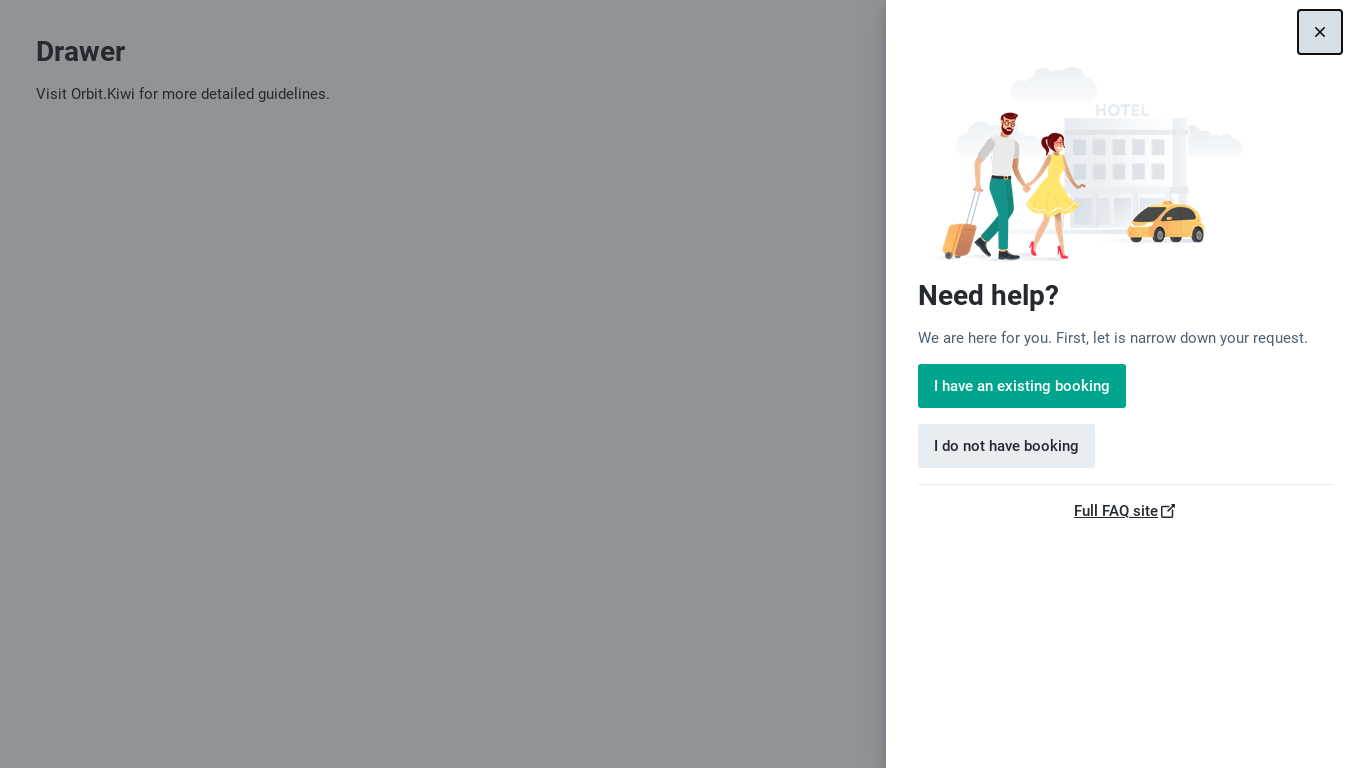 Drawer
Visit Orbit.Kiwi for more detailed guidelines.
HOTEL
Need help?
We are here for you. First, let is narrow down your request.
I have an existing booking
I do not have booking
Full FAQ site